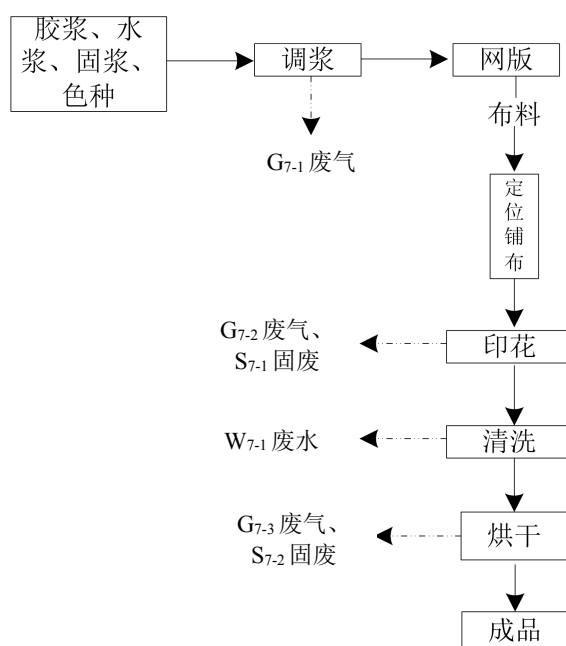 胶浆、水
浆、固浆、
色种
调浆
网版
G7-1 废气
布料
定
位
铺
布
G7-2 废气、
S7-1 固废
印花
W7-1 废水
清洗
G7-3 废气、
S7-2 固废
烘干
成品